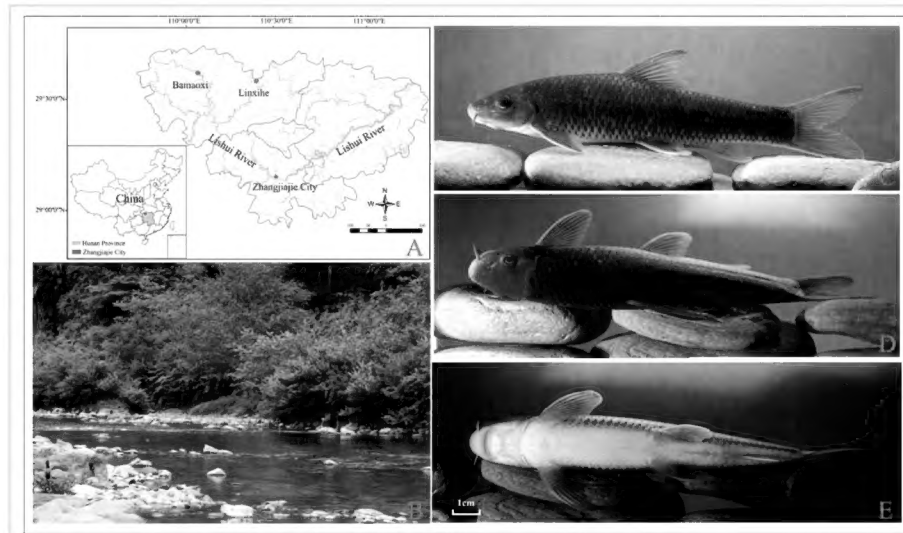 110°00'0"E
110°30'0"E
111°00'0"E
29°30'0"N
29°00'0"N
Bamaoxi
Linxihe
Lishui River
Lishui River
Zhangjiajie City
China
Hunan Province
Zhangjiajie City
N
W E
S
A
B
D
E
1cm